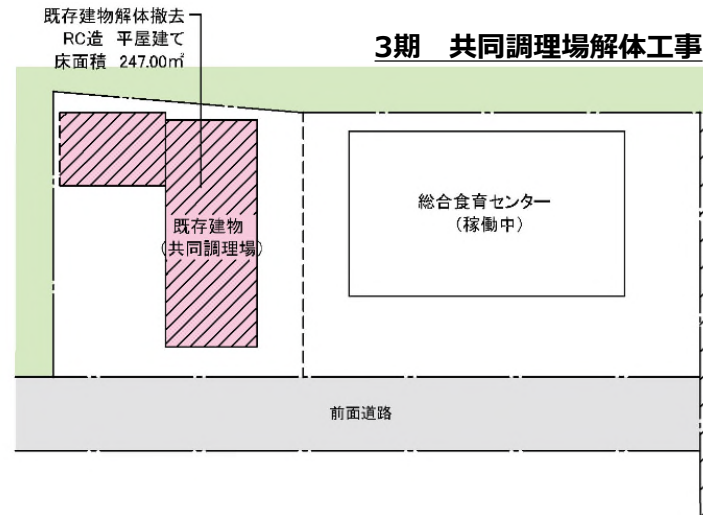 既存建物解体撤去
RC造　平屋建て
床面積　247.00㎡
3期　共同調理場解体工事
総合食育センター
(稼働中)
既存建物
(共同調理場)
前面道路